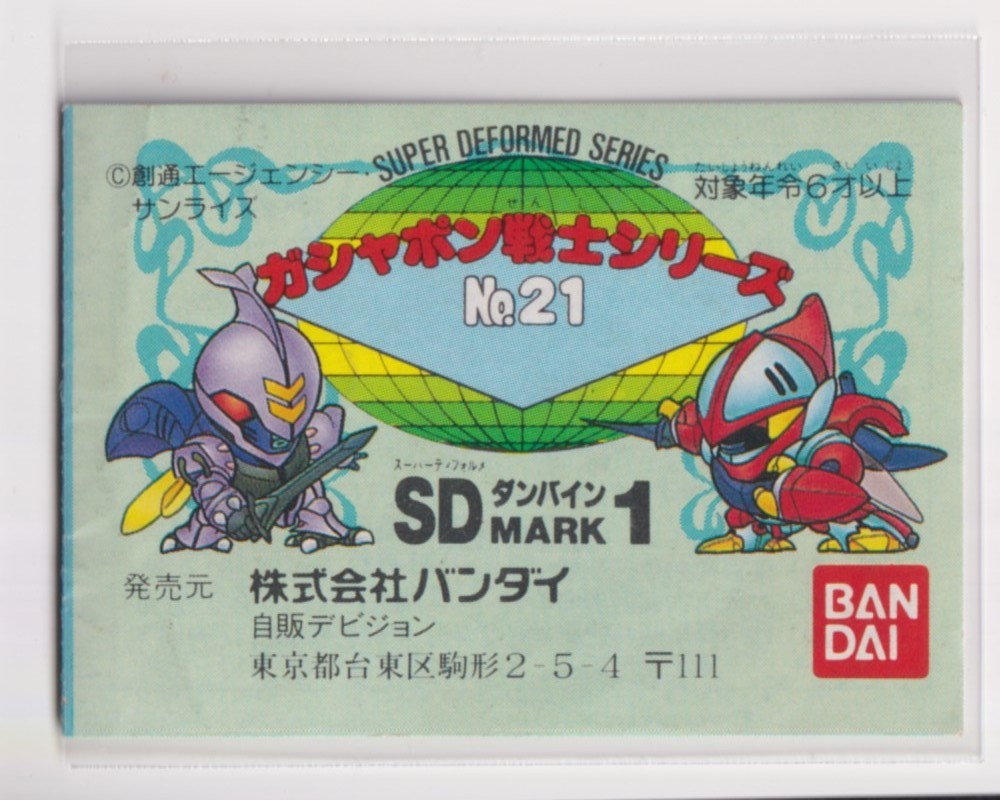 SUPER DEFORMED SERIES
©創通エージェンシー・
サンライズ
たいしょうねんれい さいいじょう
対象年令6才以上
せんし
ガシャポン戦士シリーズ
No.21
スーパーディフォルメ
SD ダンバイン MARK 1
発売元 株式会社バンダイ
自販デビジョン
東京都台東区駒形2-5-4 〒111
BAN
DAI